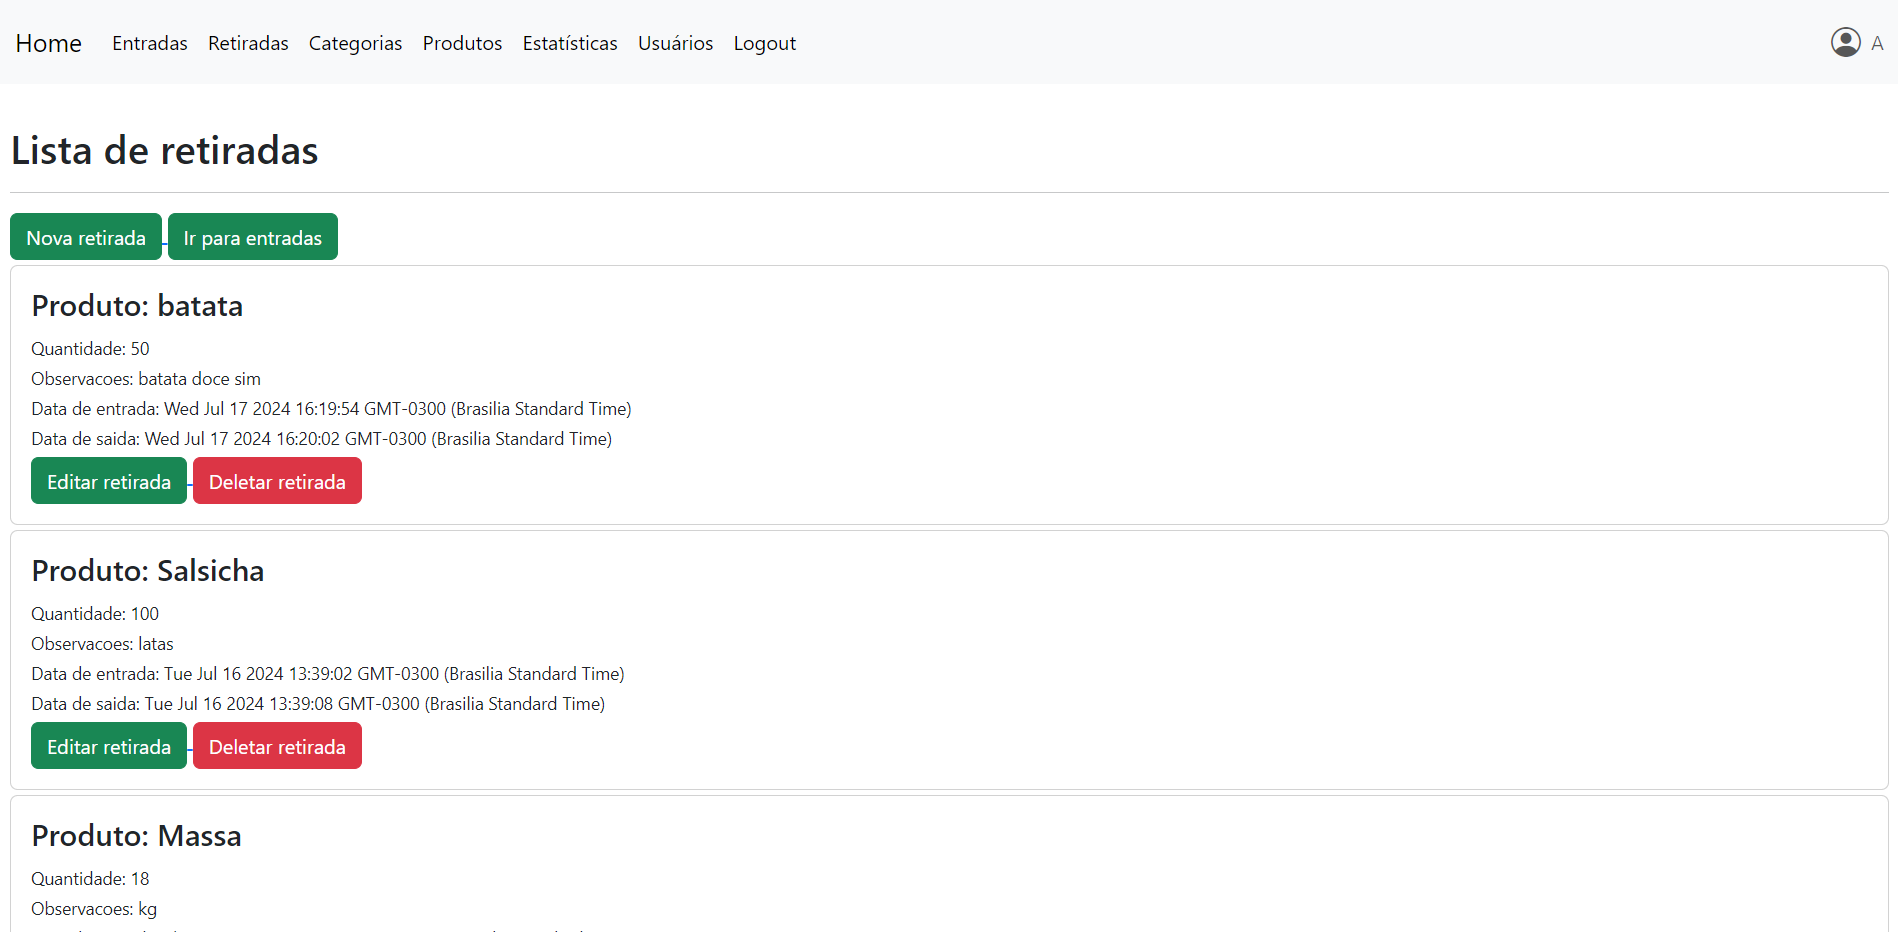 Home Entradas Retiradas Categorias Produtos Estatísticas Usuários Logout A
Lista de retiradas
Nova retirada Ir para entradas
Produto: batata
Quantidade: 50
Observacoes: batata doce sim
Data de entrada: Wed Jul 17 2024 16:19:54 GMT-0300 (Brasilia Standard Time)
Data de saida: Wed Jul 17 2024 16:20:02 GMT-0300 (Brasilia Standard Time)
Editar retirada Deletar retirada
Produto: Salsicha
Quantidade: 100
Observacoes: latas
Data de entrada: Tue Jul 16 2024 13:39:02 GMT-0300 (Brasilia Standard Time)
Data de saida: Tue Jul 16 2024 13:39:08 GMT-0300 (Brasilia Standard Time)
Editar retirada Deletar retirada
Produto: Massa
Quantidade: 18
Observacoes: kg